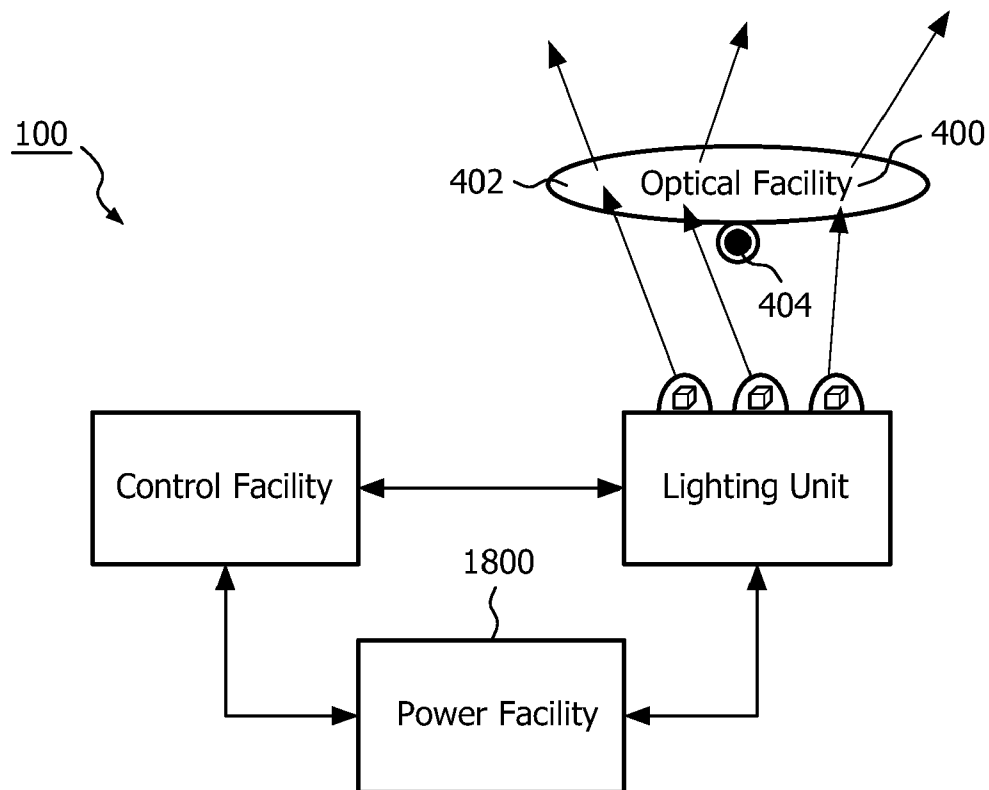 100
400
402
Optical Facility
404
Control Facility
Lighting Unit
1800
Power Facility